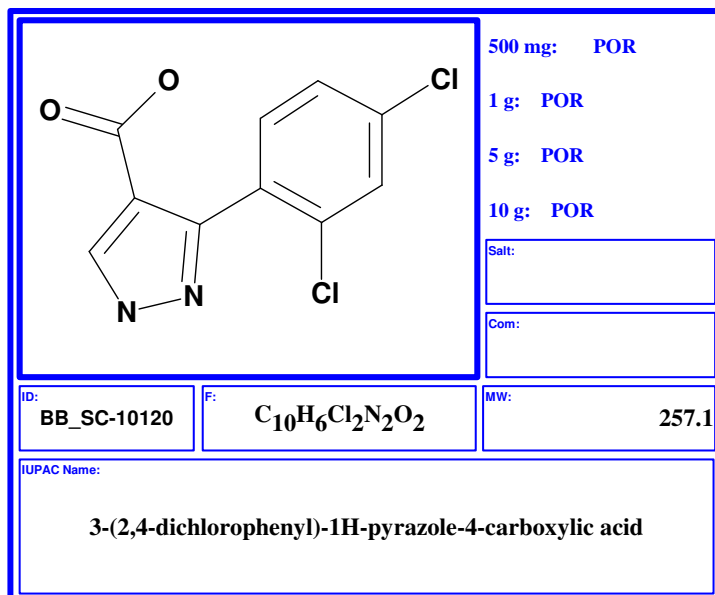 O
O
Cl
Cl
N
N
500 mg: POR
1 g: POR
5 g: POR
10 g: POR
Salt:
Com:
ID:
BB_SC-10120
F:
C10H6Cl2N2O2
MW:
257.1
IUPAC Name:
3-(2,4-dichlorophenyl)-1H-pyrazole-4-carboxylic acid